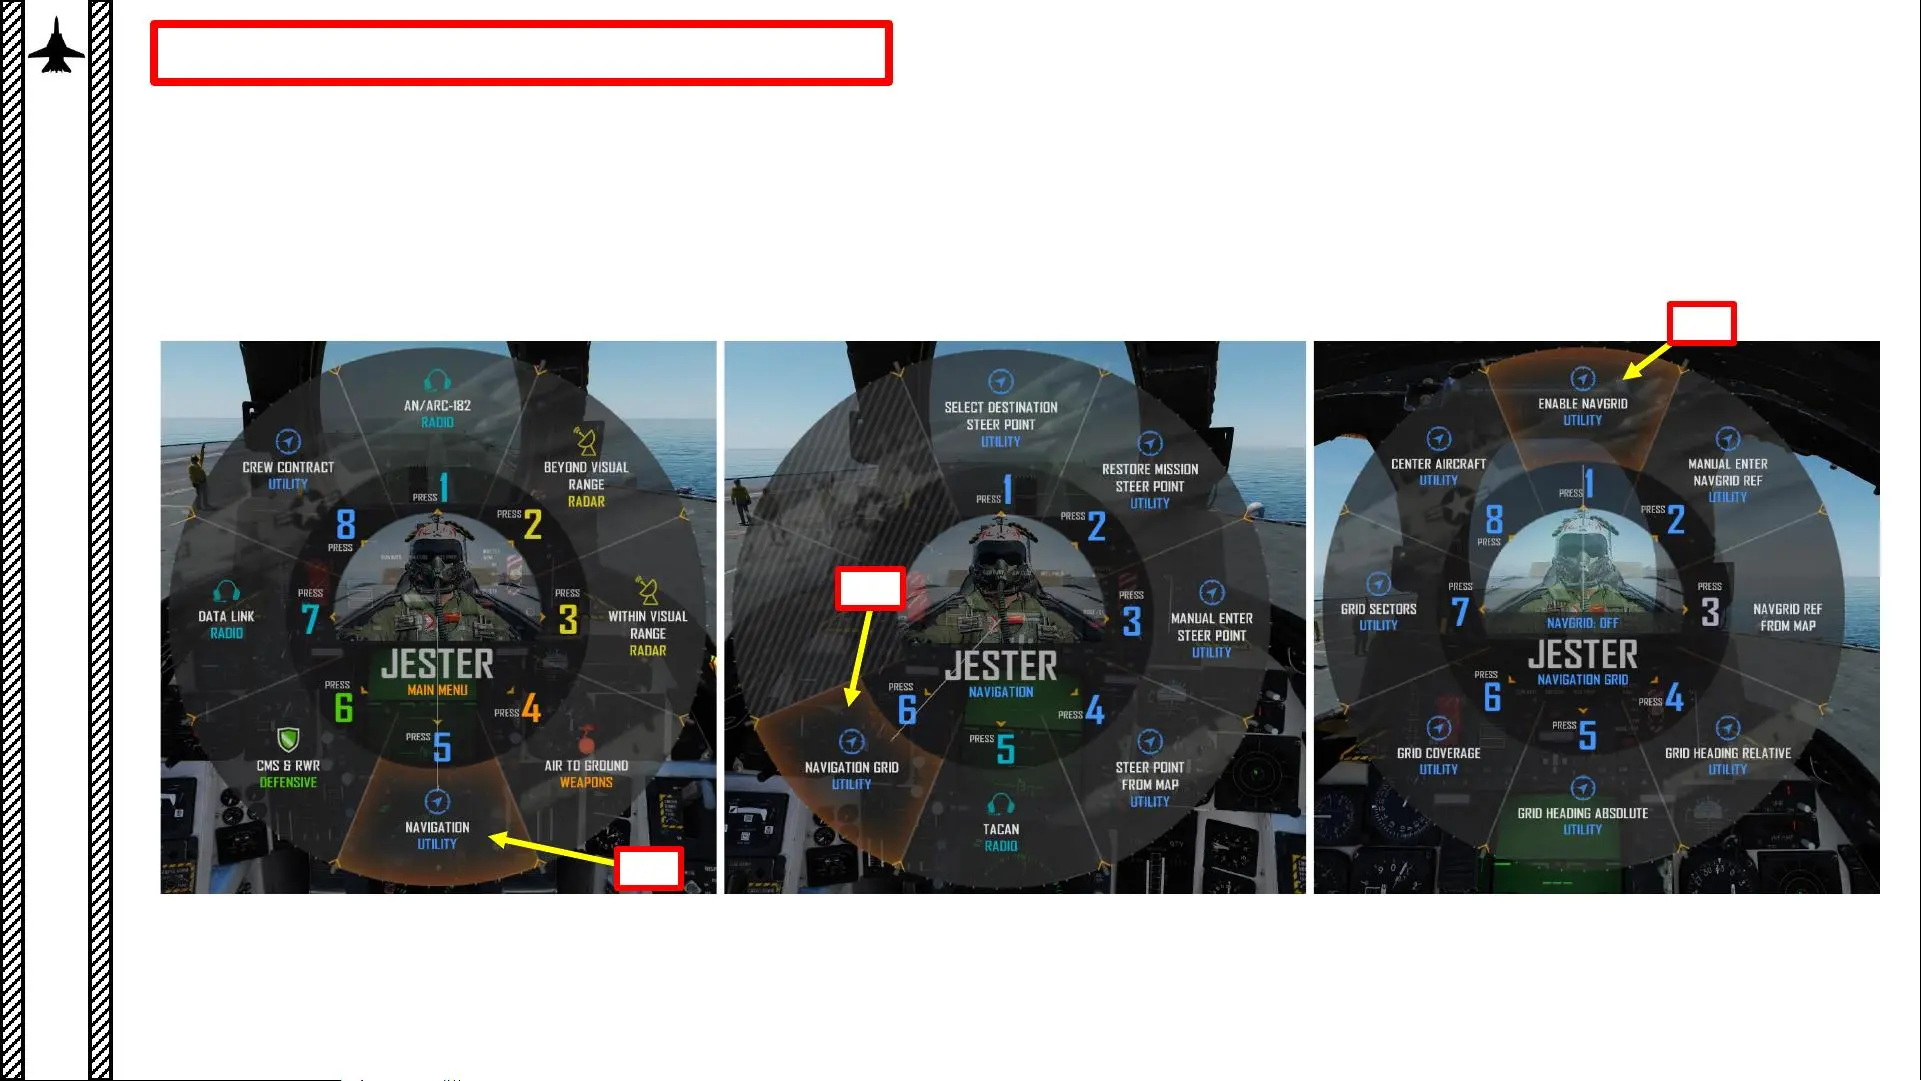 AN/ARC-182
RADIO
CREW CONTRACT
UTILITY
BEYOND VISUAL
RANGE
RADAR
PRESS 1
PRESS 2
8
PRESS
DATA LINK
RADIO
PRESS
7
PRESS
3
WITHIN VISUAL
RANGE
RADAR
JESTER
MAIN MENU
PRESS
6
PRESS 4
PRESS 5
CMS & RWR
DEFENSIVE
AIR TO GROUND
WEAPONS
NAVIGATION
UTILITY
SELECT DESTINATION
STEER POINT
UTILITY
RESTORE MISSION
STEER POINT
UTILITY
PRESS 1
PRESS 2
PRESS
3
MANUAL ENTER
STEER POINT
UTILITY
JESTER
NAVIGATION
PRESS
6
PRESS 4
PRESS 5
NAVIGATION GRID
UTILITY
STEER POINT
FROM MAP
UTILITY
TACAN
RADIO
ENABLE NAVGRID
UTILITY
CENTER AIRCRAFT
UTILITY
MANUAL ENTER
NAVGRID REF
UTILITY
PRESS 1
PRESS 2
8
PRESS
GRID SECTORS
UTILITY
PRESS
7
PRESS
3
NAVGRID REF
FROM MAP
NAVGRID: OFF
JESTER
NAVIGATION GRID
PRESS
6
PRESS 4
PRESS 5
GRID COVERAGE
UTILITY
GRID HEADING RELATIVE
UTILITY
GRID HEADING ABSOLUTE
UTILITY